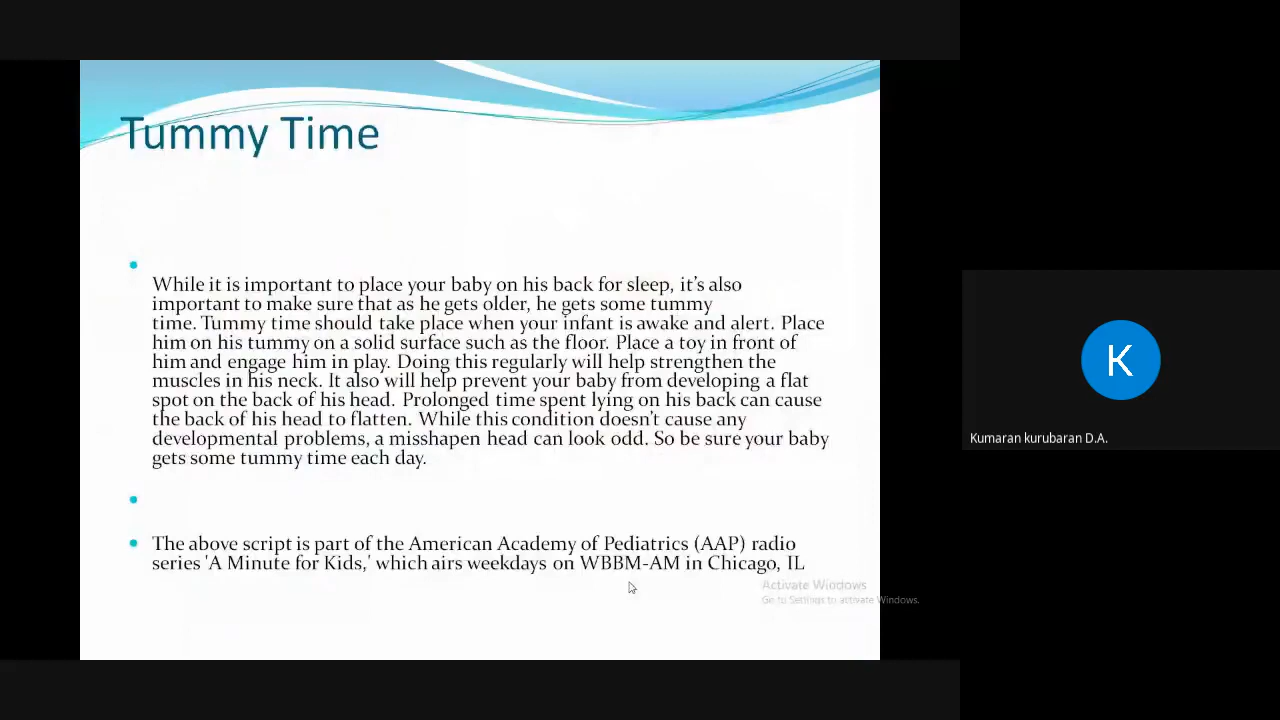 Tummy Time
While it is important to place your baby on his back for sleep, it's also
important to make sure that as he gets older, he gets some tummy
time. Tummy time should take place when your infant is awake and alert. Place
him on his tummy on a solid surface such as the floor. Place a toy in front of
him and engage him in play. Doing this regularly will help strengthen the
muscles in his neck. It also will help prevent your baby from developing a flat
spot on the back of his head. Prolonged time spent lying on his back can cause
the back of his head to flatten. While this condition doesn't cause any
developmental problems, a misshapen head can look odd. So be sure your baby
gets some tummy time each day.
The above script is part of the American Academy of Pediatrics (AAP) radio
series 'A Minute for Kids,' which airs weekdays on WBBM-AM in Chicago, IL
Activate Windows
Go to Settings to activate Windows.
K
Kumaran kurubaran D.A.